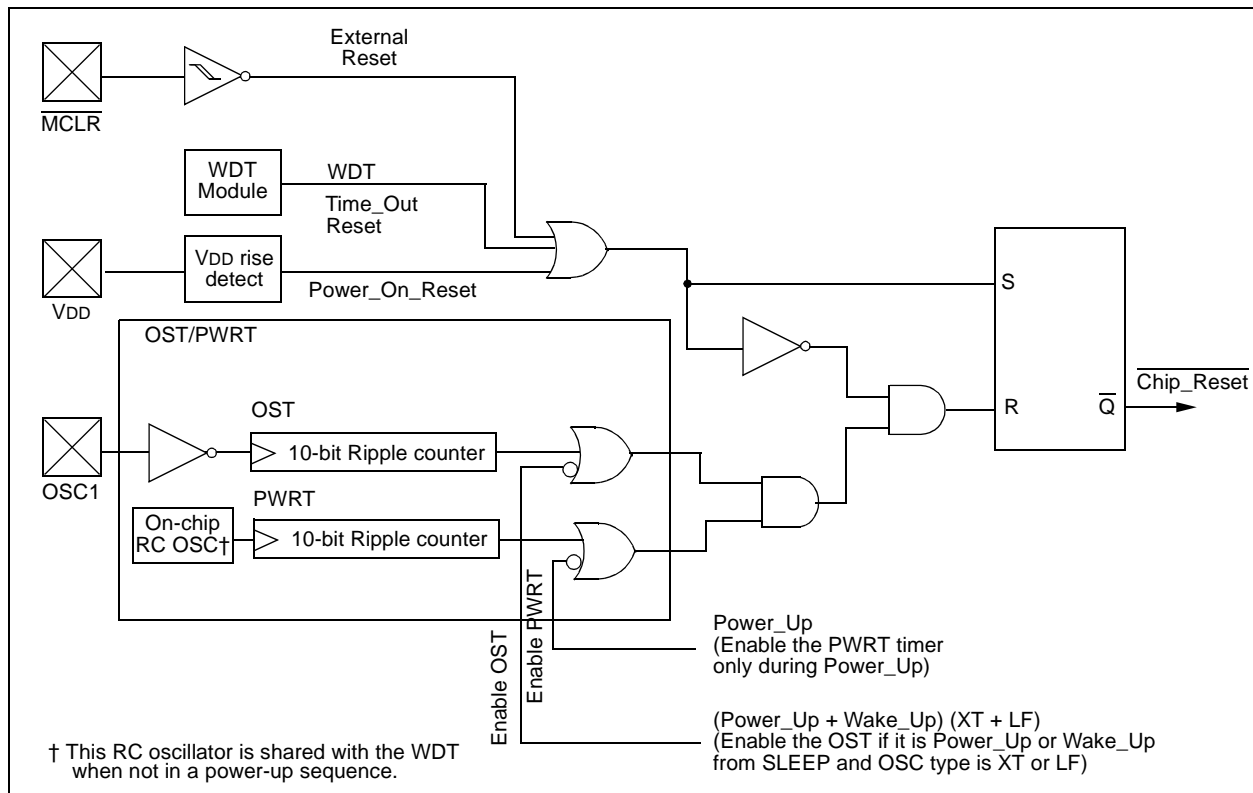 External
Reset
MCLR
WDT
Module
WDT
Time_Out
Reset
VDD rise
detect
Power_On_Reset
VDD
OST/PWRT
S
Chip_Reset
R
Q
OST
10-bit Ripple counter
OSC1
PWRT
On-chip
RC OSC†
10-bit Ripple counter
Enable OST
Enable PWRT
Power_Up
(Enable the PWRT timer
only during Power_Up)
(Power_Up + Wake_Up) (XT + LF)
(Enable the OST if it is Power_Up or Wake_Up
from SLEEP and OSC type is XT or LF)
† This RC oscillator is shared with the WDT
when not in a power-up sequence.